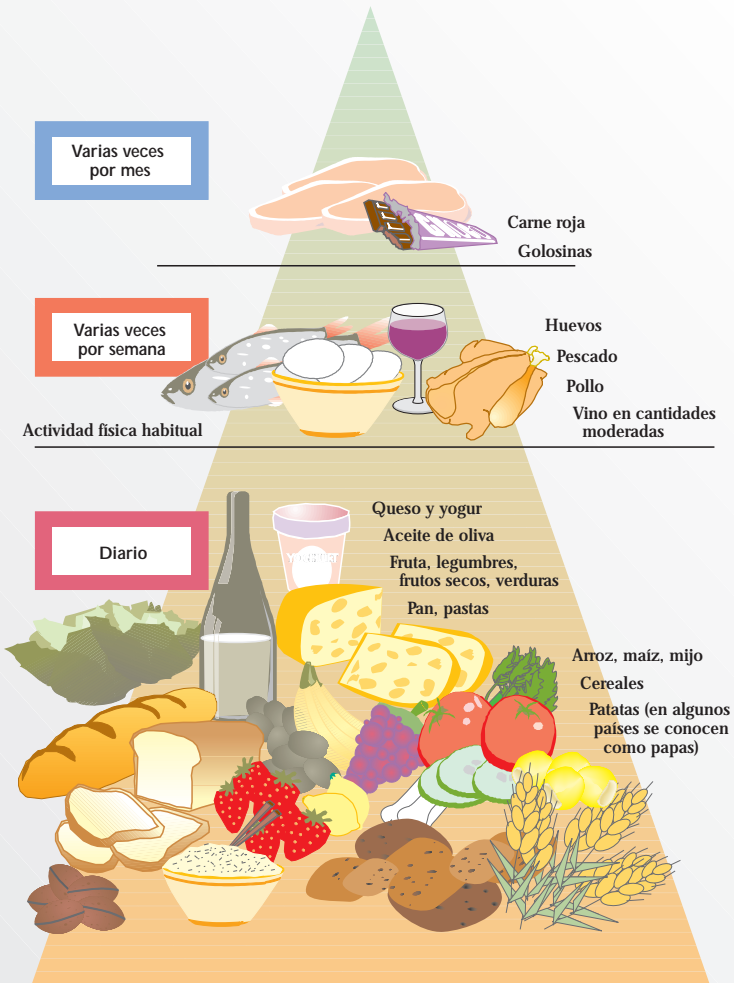 Varias veces
por mes
Carne roja
Golosinas
Varias veces
por semana
Huevos
Pescado
Pollo
Vino en cantidades
moderadas
Actividad física habitual
Diario
Queso y yogur
Aceite de oliva
Fruta, legumbres,
frutos secos, verduras
Pan, pastas
Arroz, maíz, mijo
Cereales
Patatas (en algunos
países se conocen
como papas)